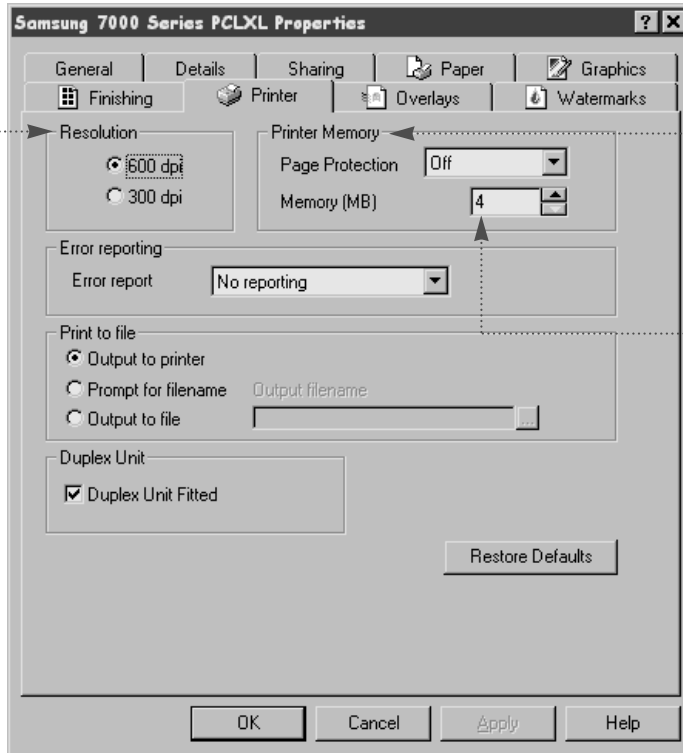 Samsung 7000 Series PCLXL Properties
General Details Sharing Paper Graphics
Finishing Printer Overlays Watermarks
Resolution
600 dpi
300 dpi
Printer Memory
Page Protection Off
Memory (MB) 4
Error reporting
Error report No reporting
Print to file
Output to printer
Prompt for filename Output filename
Output to file ...
Duplex Unit
Duplex Unit Fitted
Restore Defaults
OK Cancel Apply Help